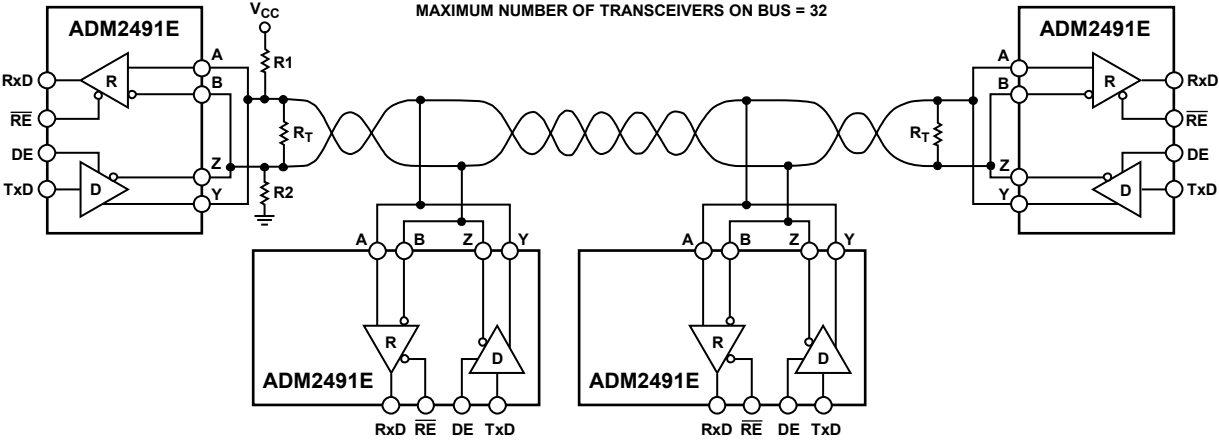 MAXIMUM NUMBER OF TRANSCEIVERS ON BUS = 32
ADM2491E
VCC
ADM2491E
A
R1
A
RxD
R
B
B
R
RxD
RE
RT
RT
RE
DE
Z
Z
DE
TxD
D
Y
R2
Y
D
TxD
A B Z Y
A B Z Y
R
D
R
D
ADM2491E
ADM2491E
RxD RE DE TxD
RxD RE DE TxD